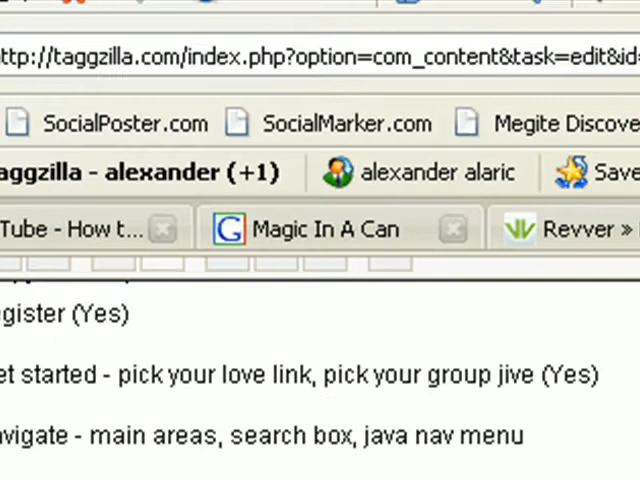 ttp://taggzilla.com/index.php?option=com_content&task=edit&id=
SocialPoster.com SocialMarker.com Megite Discove
aggzilla - alexander (+1) alexander alaric Save
Tube - How t... Magic In A Can Revver »
gister (Yes)
et started - pick your love link, pick your group jive (Yes)
avigate - main areas, search box, java nav menu